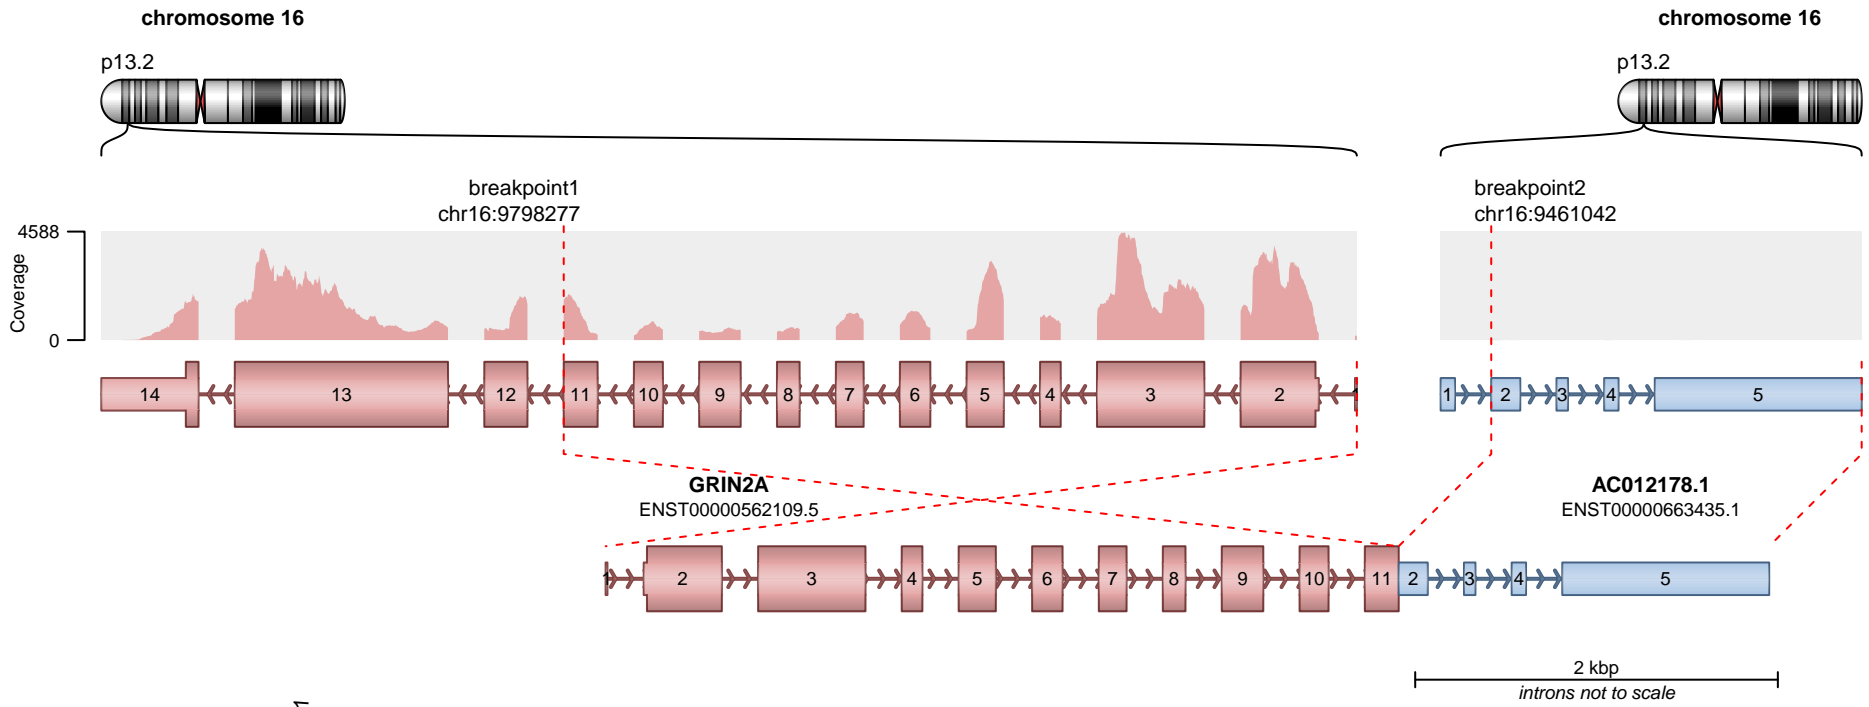 chromosome 16
chromosome 16
p13.2
p13.2
breakpoint1
chr16:9798277
breakpoint2
chr16:9461042
4588
Coverage
0
14 13 12 11 10 9 8 7 6 5 4 3 2 1
1 2 3 4 5
GRIN2A
ENST00000562109.5
AC012178.1
ENST00000663435.1
1 2 3 4 5 6 7 8 9 10 11 2 3 4 5
2 kbp
introns not to scale